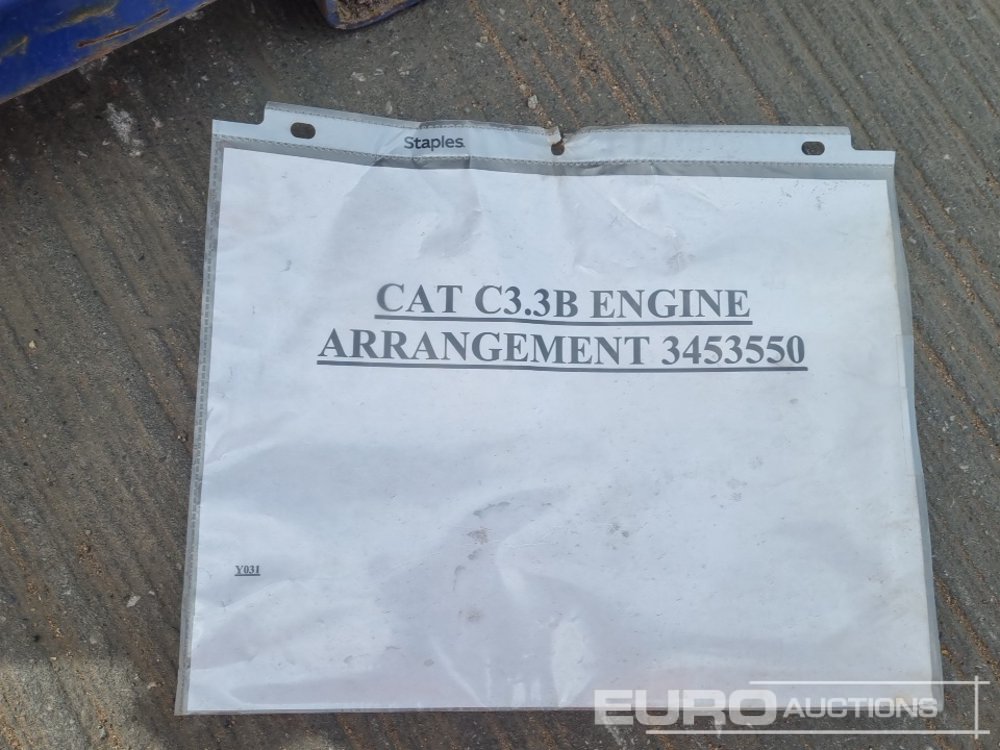 Staples
CAT C3.3B ENGINE
ARRANGEMENT 3453550
Y031
EURO AUCTIONS